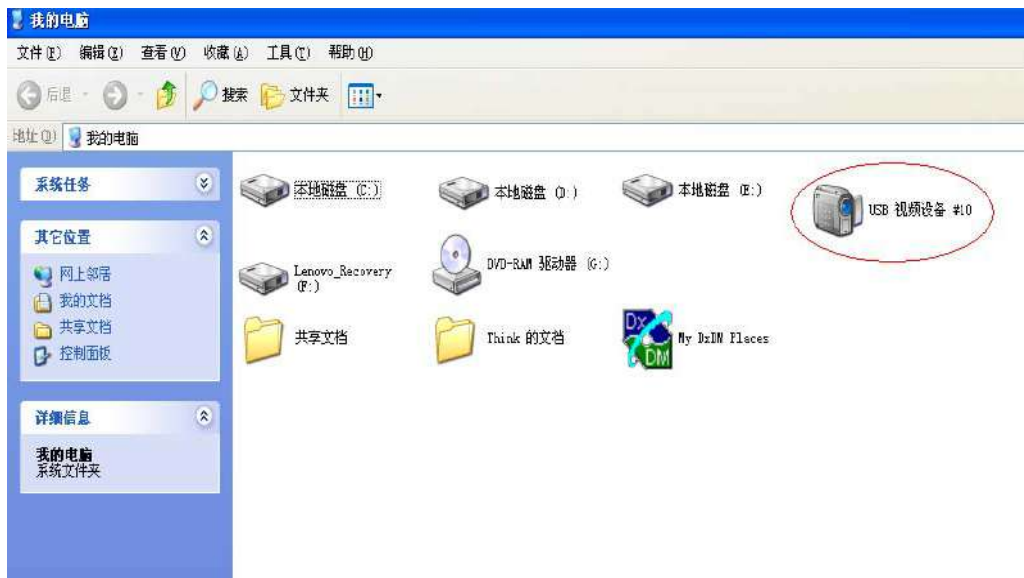 我的电脑
文件(F) 编辑(E) 查看(V) 收藏(A) 工具(T) 帮助(H)
后退 搜索 文件夹
地址(D) 我的电脑
系统任务
其它位置
网上邻居
我的文档
共享文档
控制面板
详细信息
我的电脑
系统文件夹
本地磁盘 (C:)
本地磁盘 (D:)
本地磁盘 (E:)
USB 视频设备 #10
Lenovo_Recovery
(F:)
DVD-RAM 驱动器 (G:)
共享文档
Think 的文档
My DxDM Places
Dx
DM